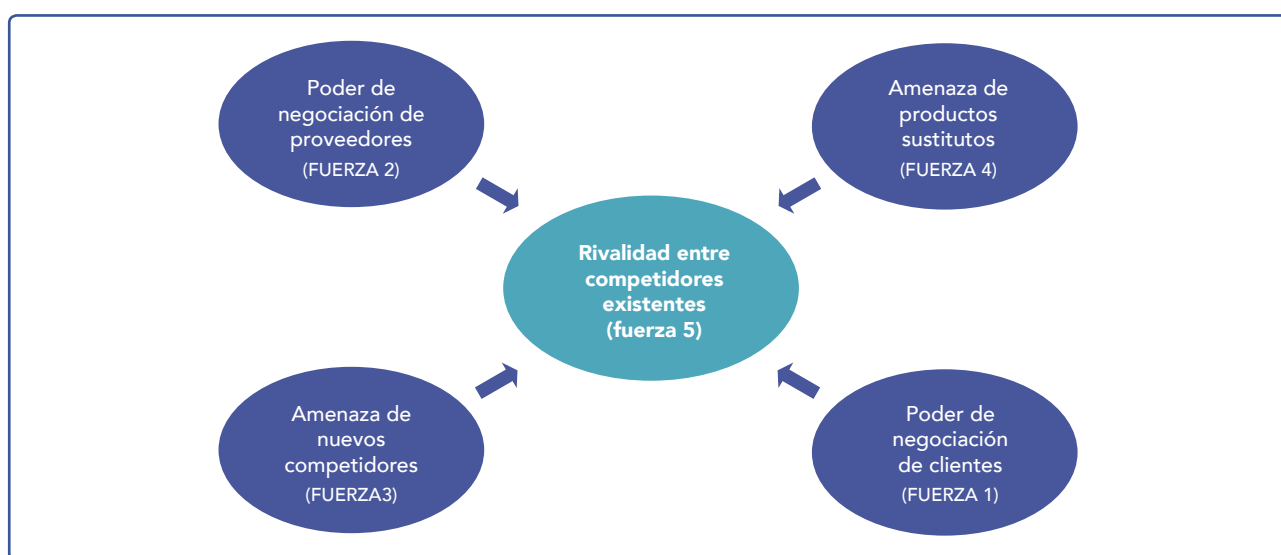 Poder de
negociación de
proveedores
(FUERZA 2)
Amenaza de
productos
sustitutos
(FUERZA 4)
Rivalidad entre
competidores
existentes
(fuerza 5)
Amenaza de
nuevos
competidores
(FUERZA3)
Poder de
negociación
de clientes
(FUERZA 1)